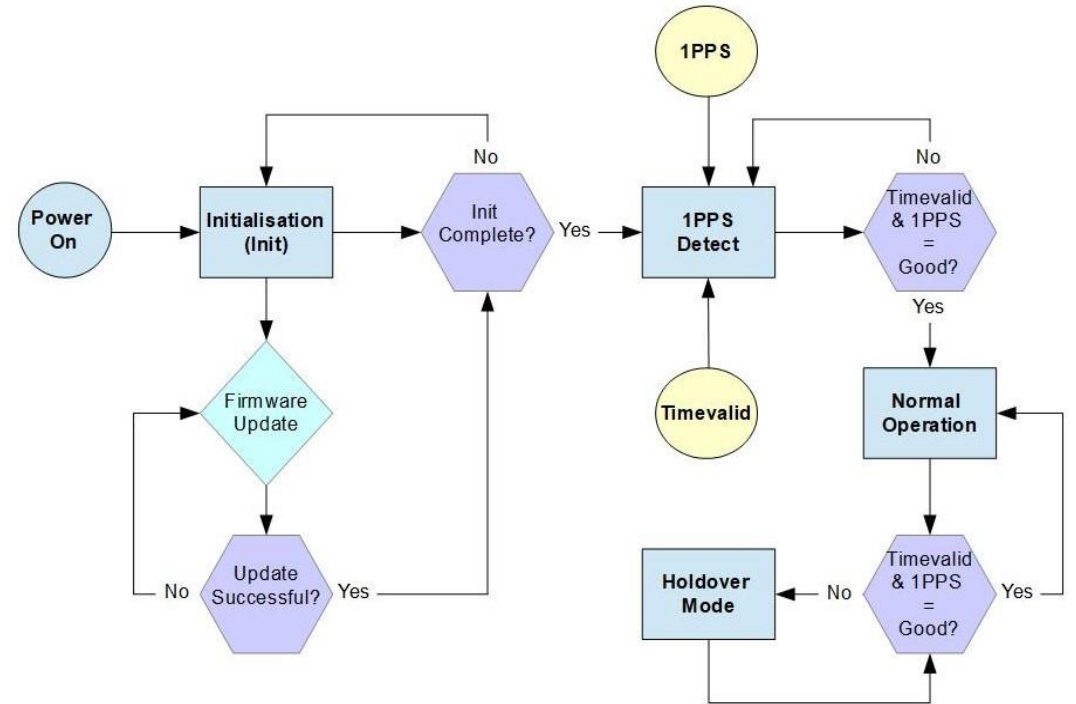 1PPS
No
No
Power
On
Initialisation
(Init)
Init
Complete?
Yes
1PPS
Detect
Timevalid
& 1PPS
=
Good?
Yes
Firmware
Update
Timevalid
Normal
Operation
Update
Successful?
No
Yes
Holdover
Mode
No
Timevalid
& 1PPS
=
Good?
Yes